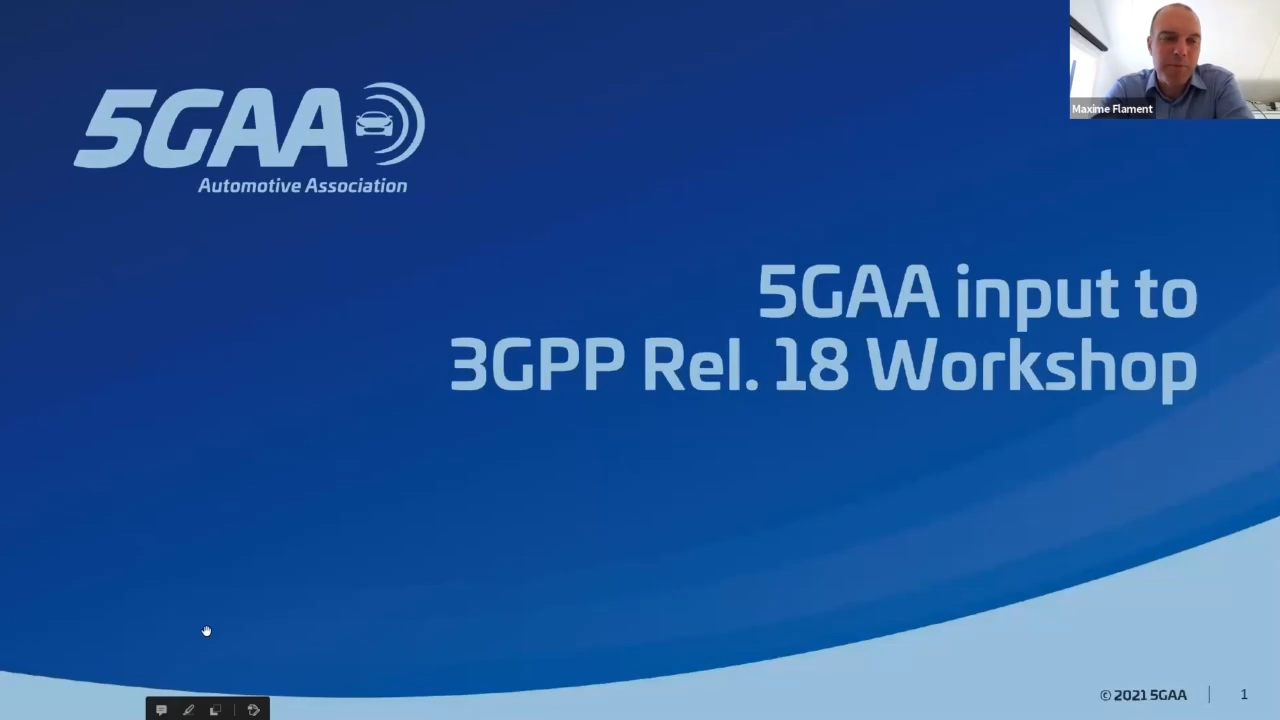 5GAA
Automotive Association
Maxime Flament
5GAA input to
3GPP Rel. 18 Workshop
© 2021 5GAA
1